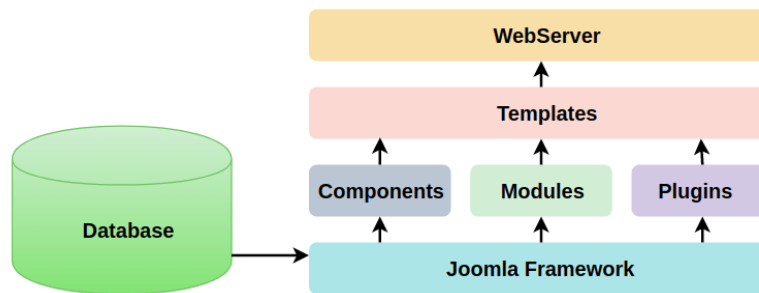 WebServer
Templates
Components
Modules
Plugins
Database
Joomla Framework